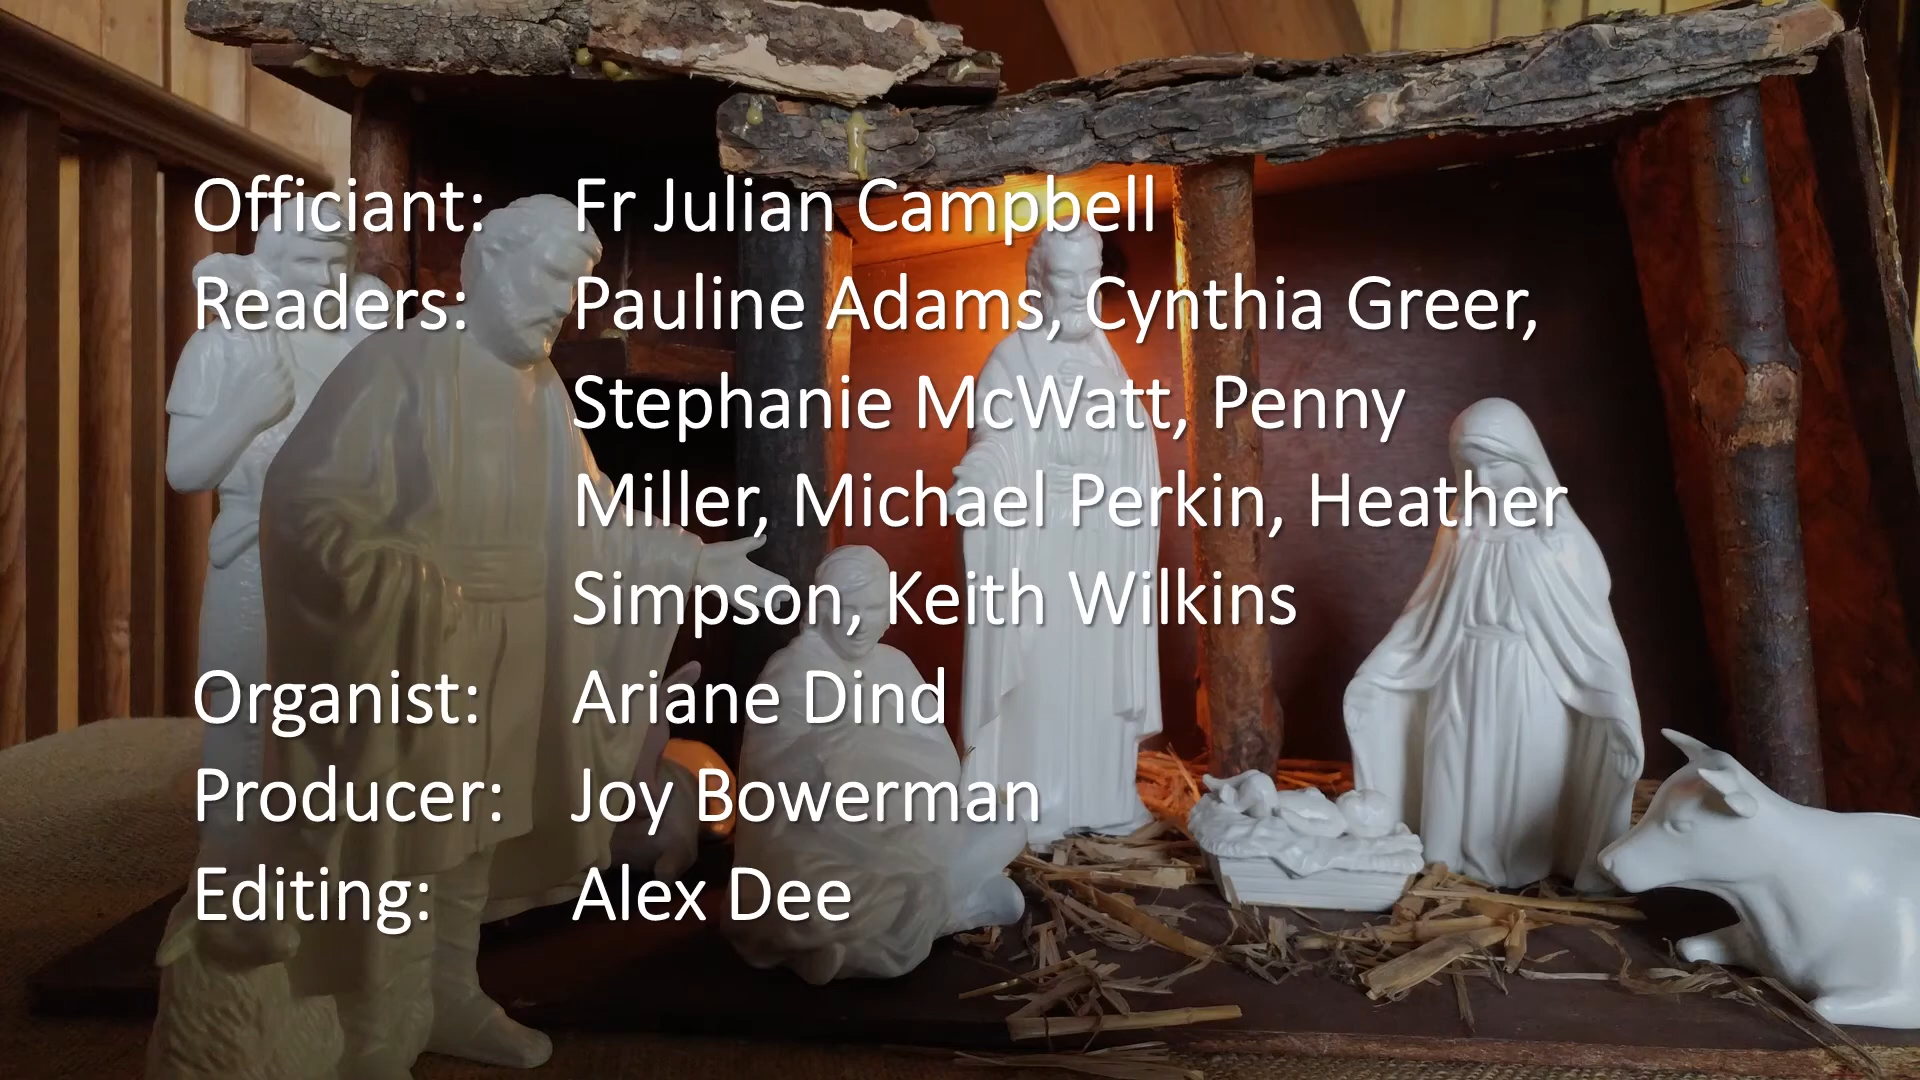 Officiant: Fr Julian Campbell
Readers: Pauline Adams, Cynthia Greer,
Stephanie McWatt, Penny
Miller, Michael Perkin, Heather
Simpson, Keith Wilkins
Organist: Ariane Dind
Producer: Joy Bowerman
Editing: Alex Dee